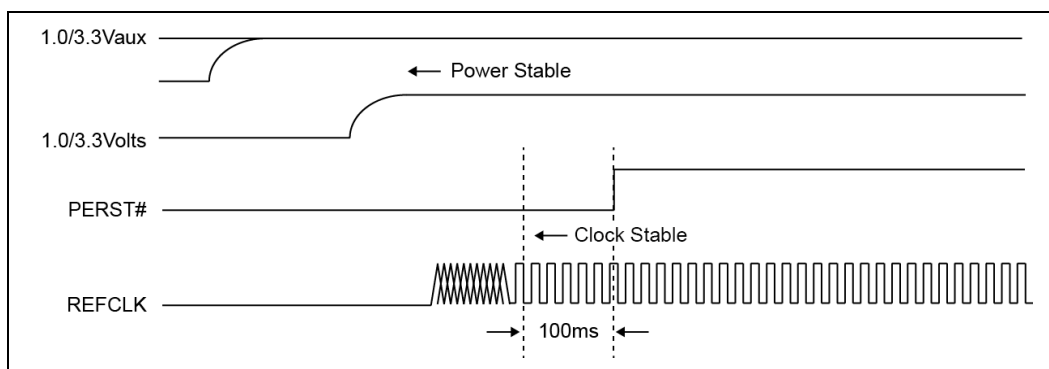 1.0/3.3Vaux
Power Stable
1.0/3.3Volts
PERST#
Clock Stable
REFCLK
100ms